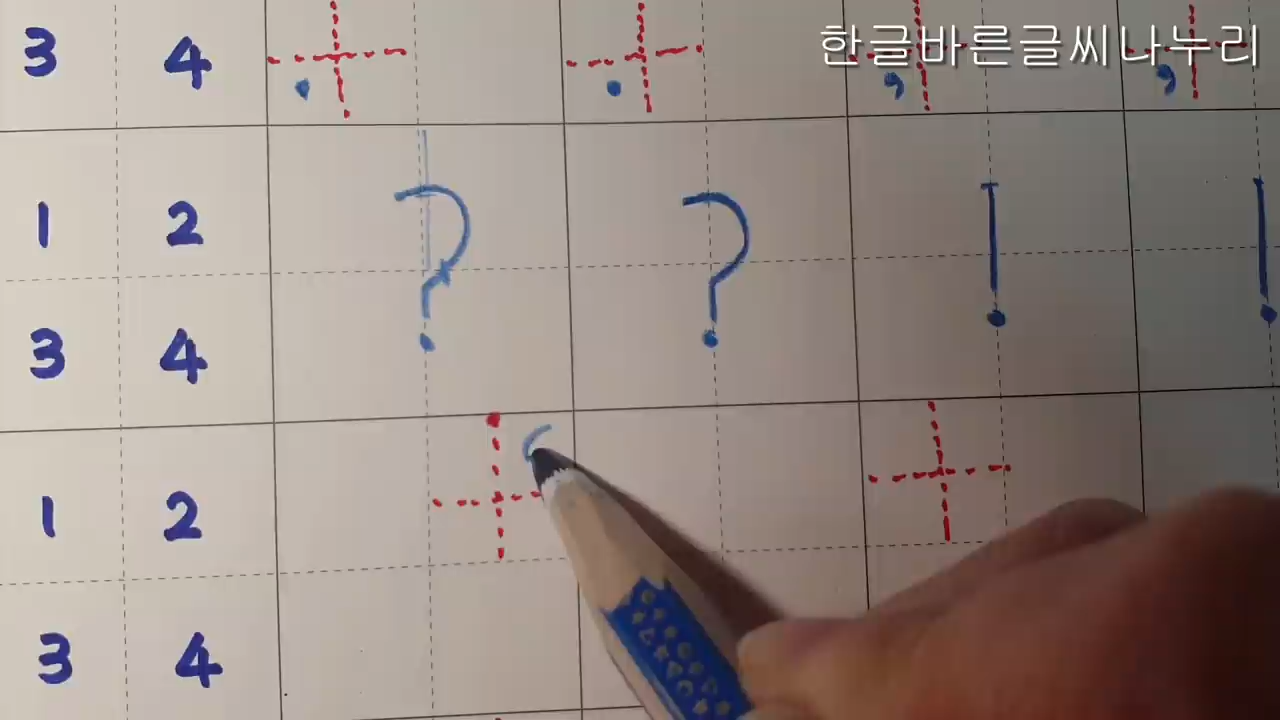 한글바른글씨나누리
3 4 . . , ,
1 2 ? ? ! !
3 4
1 2
3 4